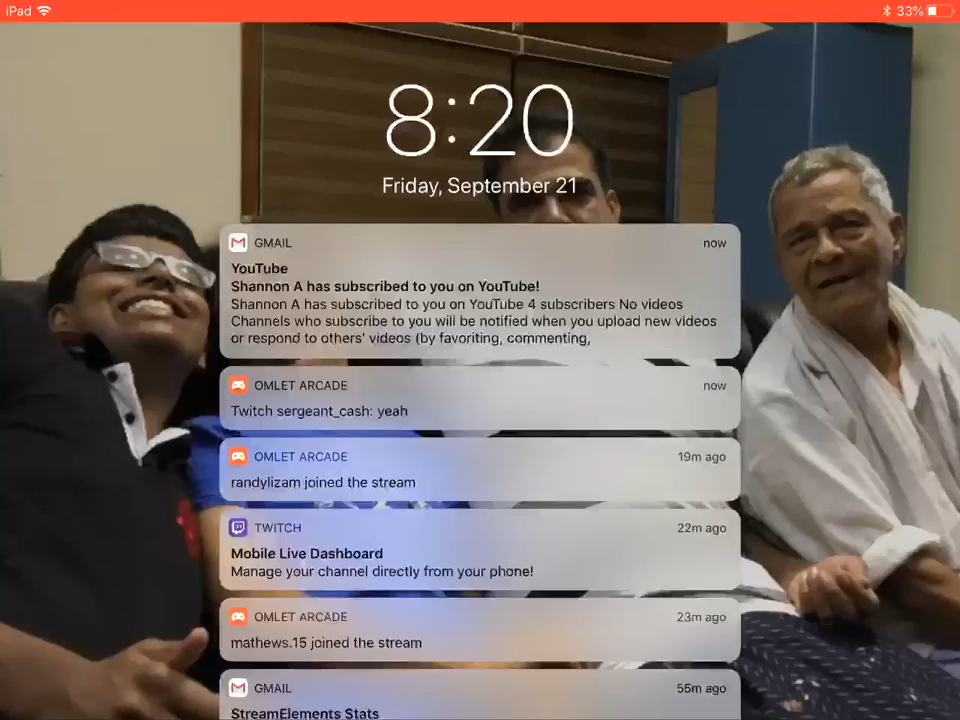 iPad 33%
8:20
Friday, September 21
GMAIL now
YouTube
Shannon A has subscribed to you on YouTube!
Shannon A has subscribed to you on YouTube 4 subscribers No videos
Channels who subscribe to you will be notified when you upload new videos
or respond to others' videos (by favoriting, commenting,
OMLET ARCADE now
Twitch sergeant_cash: yeah
OMLET ARCADE 19m ago
randylizam joined the stream
TWITCH 22m ago
Mobile Live Dashboard
Manage your channel directly from your phone!
OMLET ARCADE 23m ago
mathews.15 joined the stream
GMAIL 55m ago
StreamElements Stats